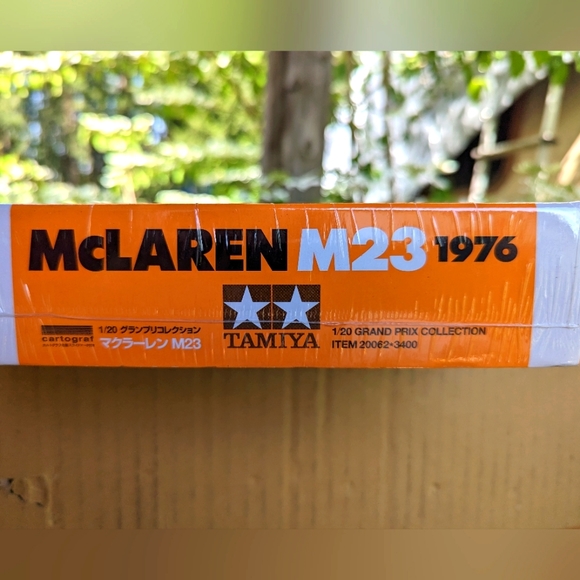 McLAREN M23 1976
cartograf
1/20 グランプリコレクション
マクラーレン M23
TAMIYA
1/20 GRAND PRIX COLLECTION
ITEM 20062•3400